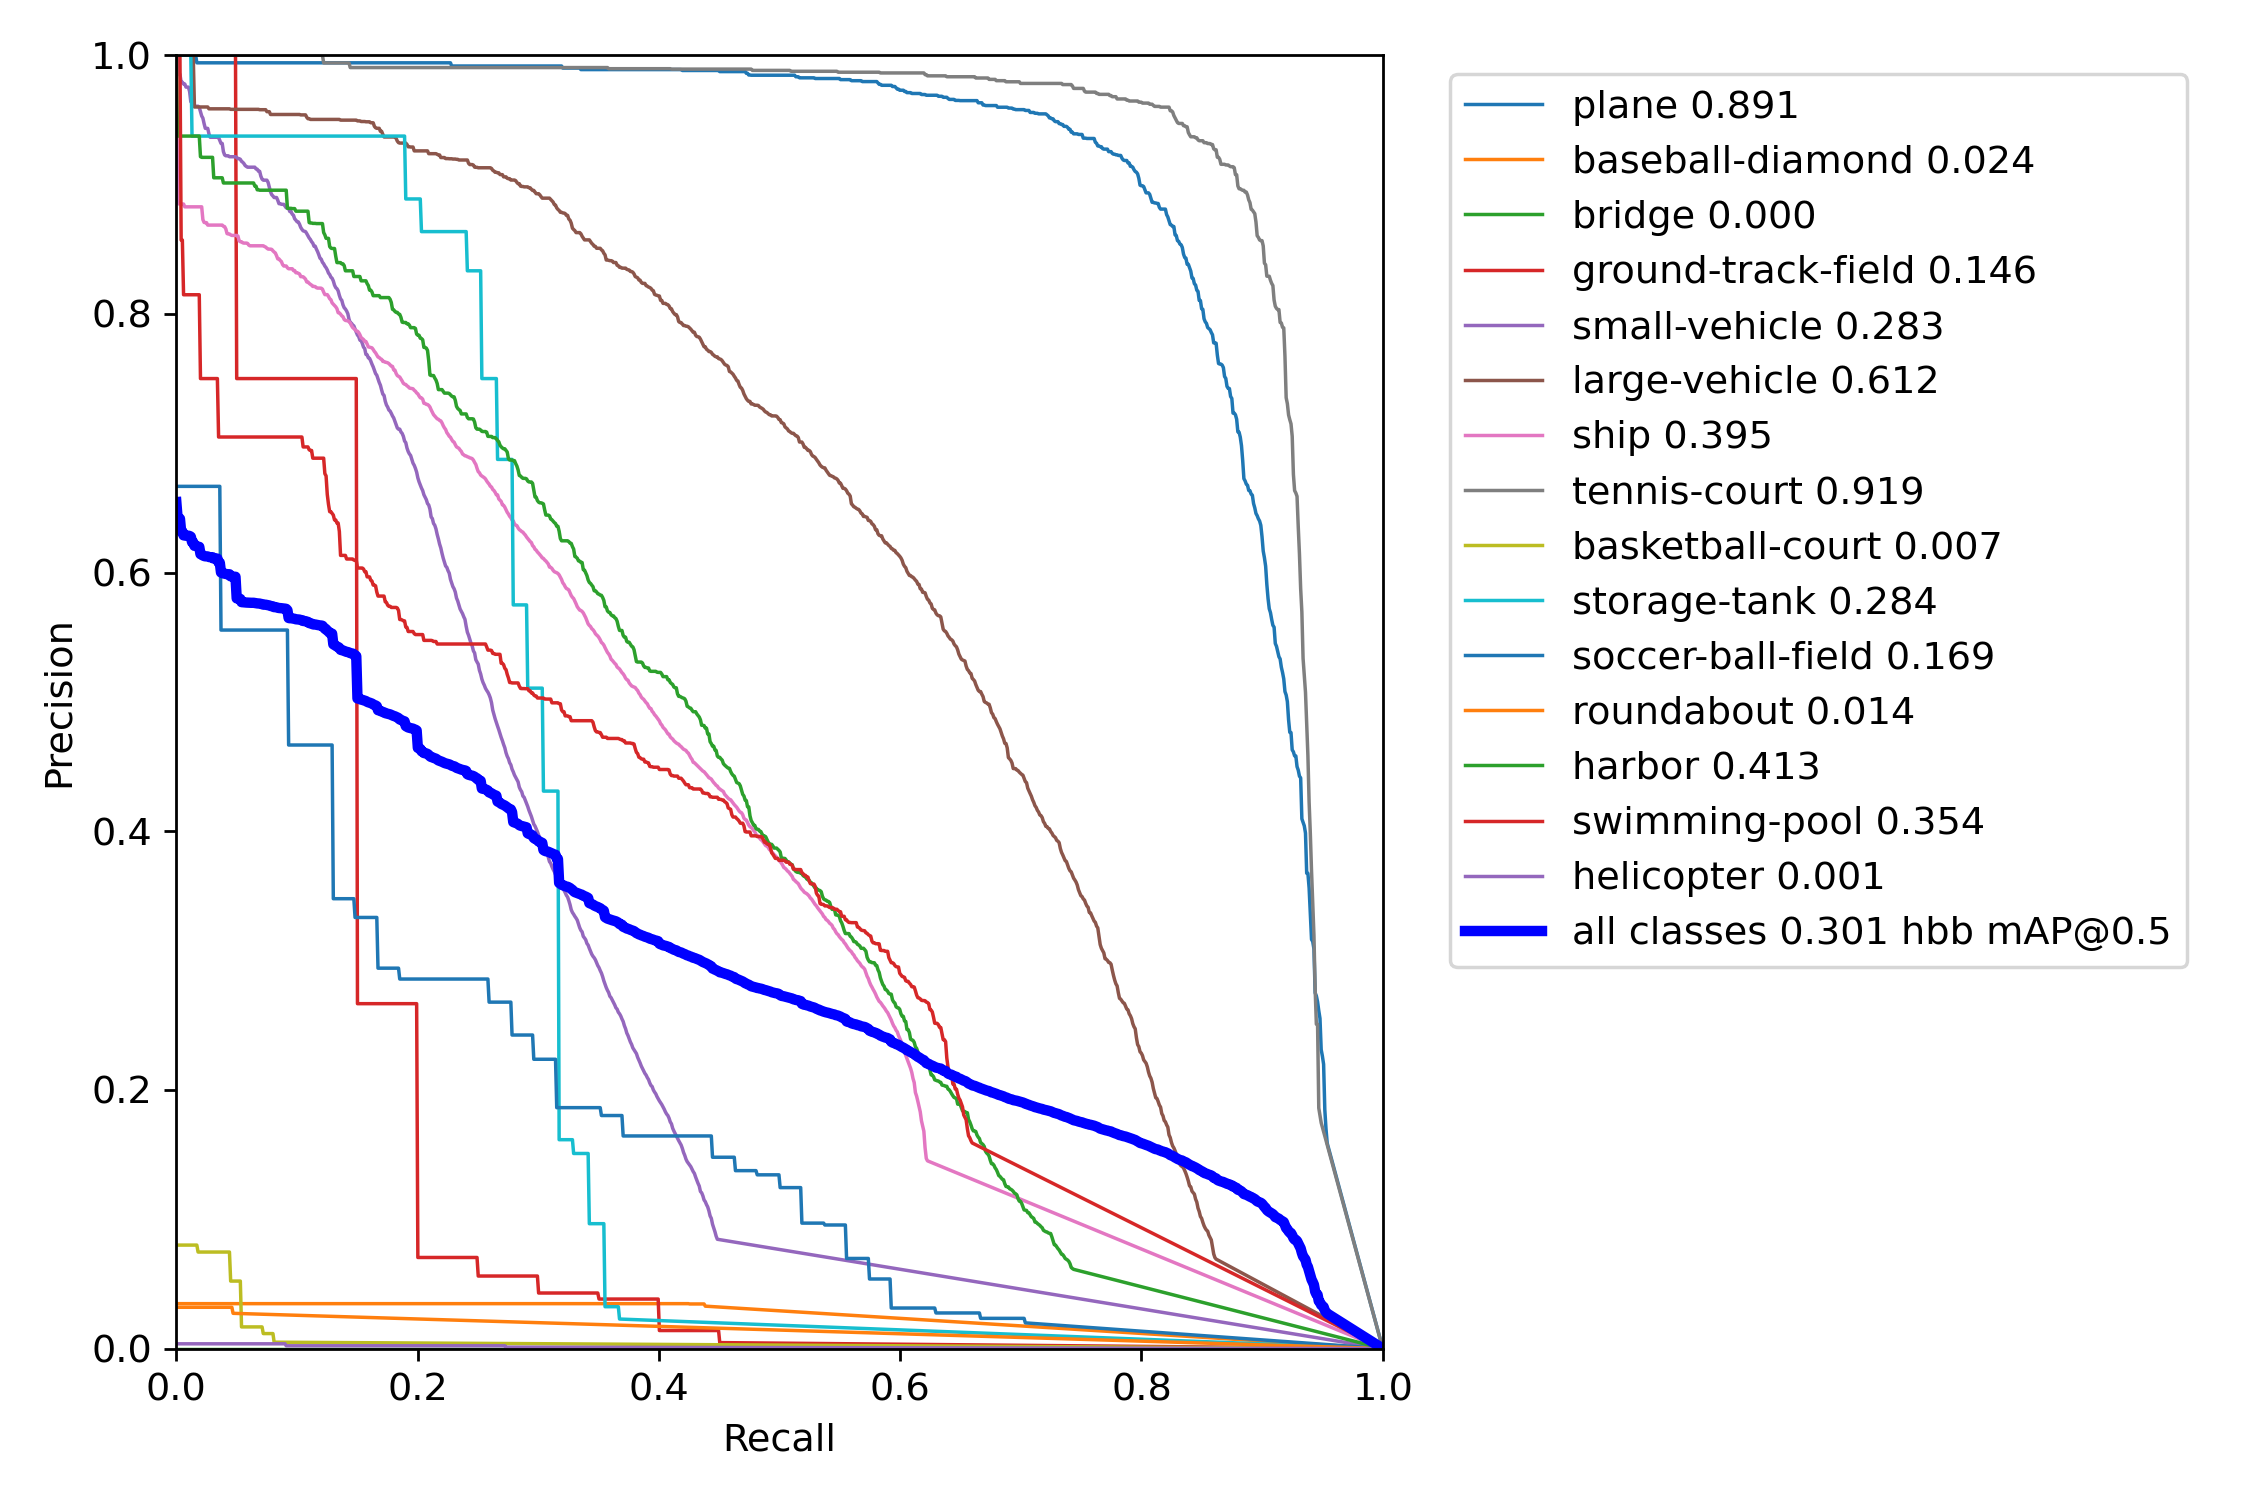 1.0
0.8
0.6
0.4
0.2
0.0
Precision
0.0 0.2 0.4 0.6 0.8 1.0
Recall
plane 0.891
baseball-diamond 0.024
bridge 0.000
ground-track-field 0.146
small-vehicle 0.283
large-vehicle 0.612
ship 0.395
tennis-court 0.919
basketball-court 0.007
storage-tank 0.284
soccer-ball-field 0.169
roundabout 0.014
harbor 0.413
swimming-pool 0.354
helicopter 0.001
all classes 0.301 hbb mAP@0.5